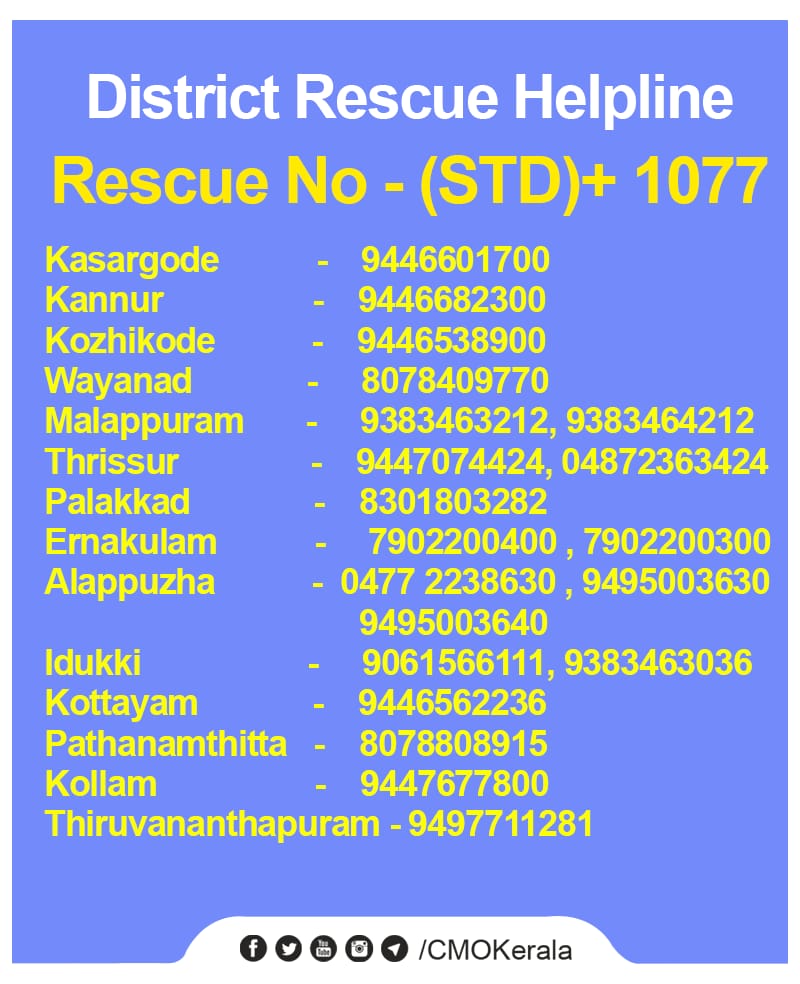 District Rescue Helpline
Rescue No - (STD)+ 1077
Kasargode - 9446601700
Kannur - 9446682300
Kozhikode - 9446538900
Wayanad - 8078409770
Malappuram - 9383463212, 9383464212
Thrissur - 9447074424, 04872363424
Palakkad - 8301803282
Ernakulam - 7902200400 , 7902200300
Alappuzha - 0477 2238630 , 9495003630
9495003640
Idukki - 9061566111, 9383463036
Kottayam - 9446562236
Pathanamthitta - 8078808915
Kollam - 9447677800
Thiruvananthapuram - 9497711281
You Tube /CMOKerala